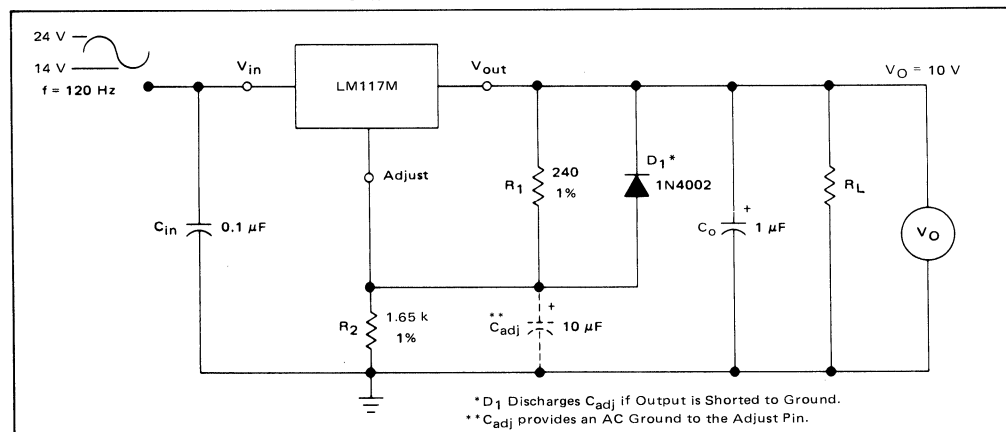 24 V
14 V
f = 120 Hz
Vin
LM117M
Vout
VO = 10 V
Adjust
Cin
0.1 µF
R1
240
1%
D1*
1N4002
Co
+
1 µF
RL
VO
R2
1.65 k
1%
**
Cadj
+
10 µF
*D1 Discharges Cadj if Output is Shorted to Ground.
**Cadj provides an AC Ground to the Adjust Pin.